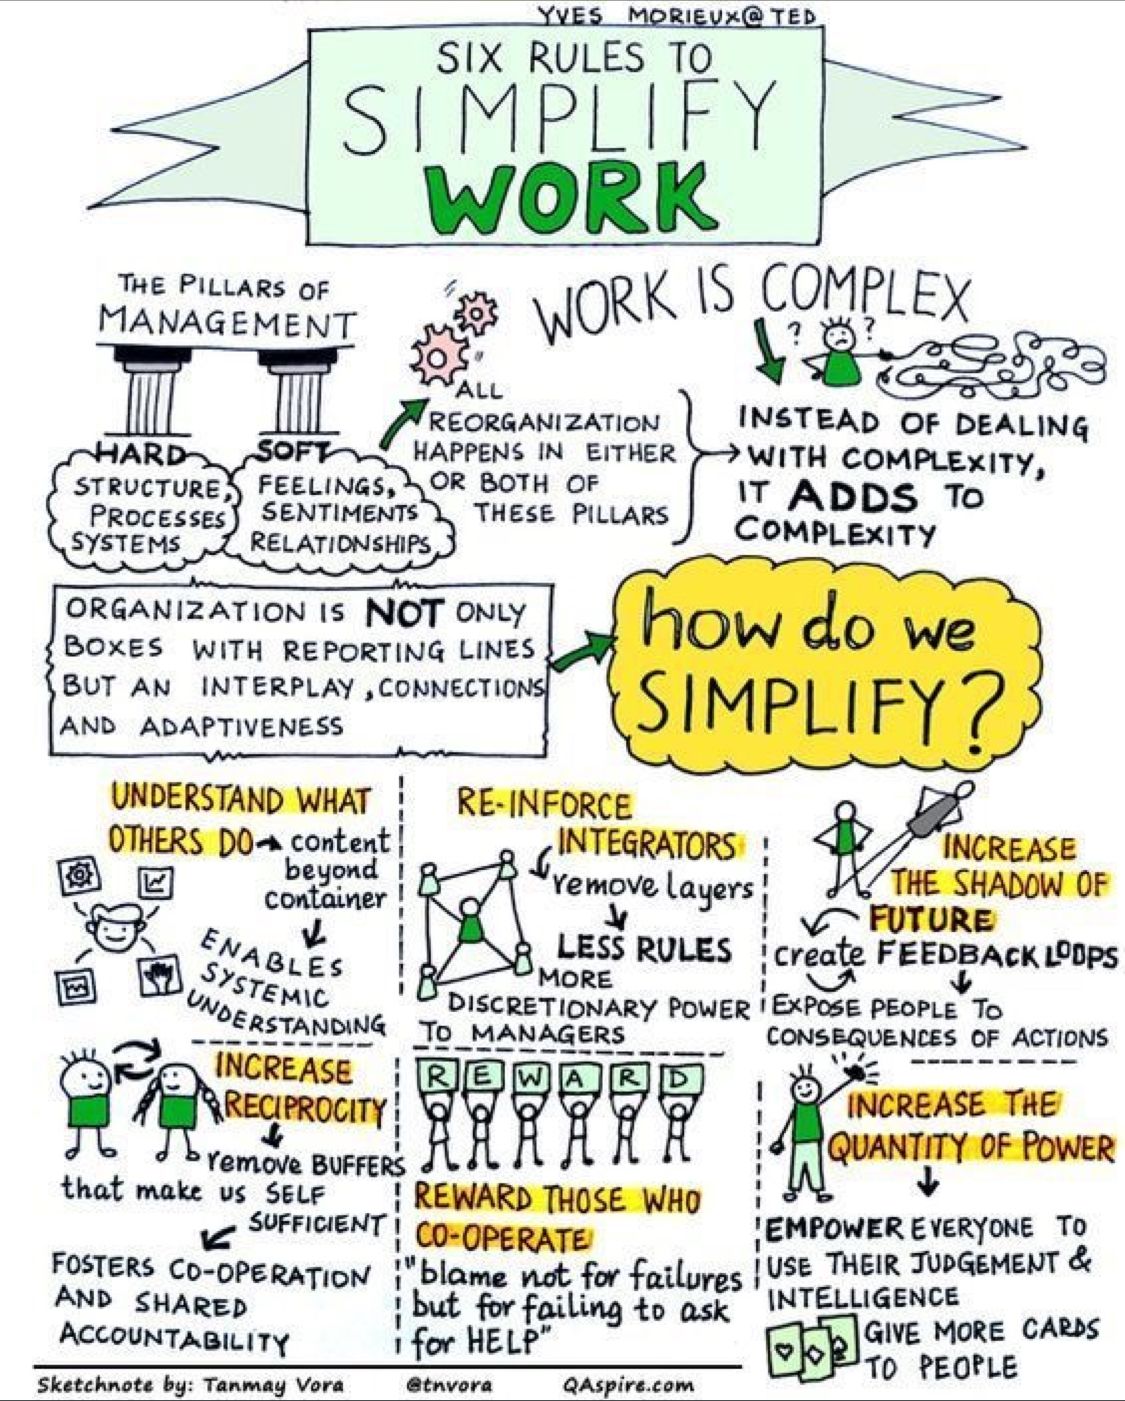 YVES MORIEUX@TED
SIX RULES TO
SIMPLIFY
WORK
THE PILLARS OF
MANAGEMENT
HARD
STRUCTURE,
PROCESSES
SYSTEMS
SOFT
FEELINGS,
SENTIMENTS
RELATIONSHIPS
ALL
REORGANIZATION
HAPPENS IN EITHER
OR BOTH OF
THESE PILLARS
WORK IS COMPLEX
? ?
INSTEAD OF DEALING
WITH COMPLEXITY,
IT ADDS TO
COMPLEXITY
ORGANIZATION IS NOT ONLY
BOXES WITH REPORTING LINES
BUT AN INTERPLAY, CONNECTIONS
AND ADAPTIVENESS
how do we
SIMPLIFY?
UNDERSTAND WHAT
OTHERS DO → content
beyond
container
ENABLES
SYSTEMIC
UNDERSTANDING
RE-INFORCE
INTEGRATORS
remove layers
LESS RULES
MORE
DISCRETIONARY POWER
TO MANAGERS
INCREASE
THE SHADOW OF
FUTURE
create FEEDBACK LOOPS
EXPOSE PEOPLE TO
CONSEQUENCES OF ACTIONS
INCREASE
RECIPROCITY
remove BUFFERS
that make us SELF
SUFFICIENT
FOSTERS CO-OPERATION
AND SHARED
ACCOUNTABILITY
REWARD
REWARD THOSE WHO
CO-OPERATE
"blame not for failures
but for failing to ask
for HELP"
INCREASE THE
QUANTITY OF POWER
EMPOWER EVERYONE TO
USE THEIR JUDGEMENT &
INTELLIGENCE
GIVE MORE CARDS
TO PEOPLE
Sketchnote by: Tanmay Vora @tnvora QAspire.com